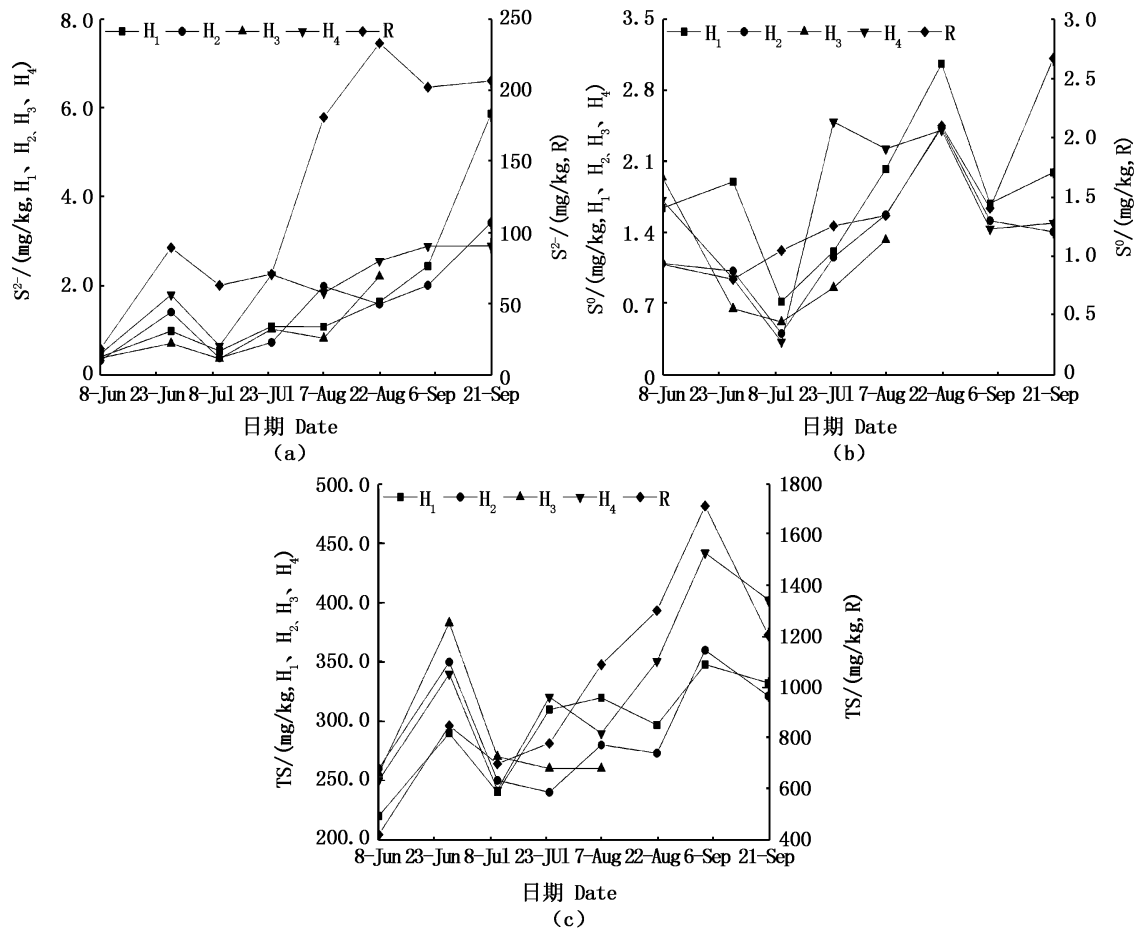 H₁ H₂ H₃ H₄ R
S²⁻/(mg/kg,H₁、H₂、H₃、H₄)
8.0
6.0
4.0
2.0
0
250
200
150
100
50
0
S²⁻/(mg/kg,R)
8-Jun 23-Jun 8-Jul 23-JUl 7-Aug 22-Aug 6-Sep 21-Sep
日期 Date
(a)
H₁ H₂ H₃ H₄ R
S⁰/(mg/kg,H₁、H₂、H₃、H₄)
3.5
2.8
2.1
1.4
0.7
0
3.0
2.5
2.0
1.5
1.0
0.5
0
S⁰/(mg/kg,R)
8-Jun 23-Jun 8-Jul 23-JUl 7-Aug 22-Aug 6-Sep 21-Sep
日期 Date
(b)
H₁ H₂ H₃ H₄ R
TS/(mg/kg,H₁、H₂、H₃、H₄)
500.0
450.0
400.0
350.0
300.0
250.0
200.0
1800
1600
1400
1200
1000
800
600
400
TS/(mg/kg,R)
8-Jun 23-Jun 8-Jul 23-JUl 7-Aug 22-Aug 6-Sep 21-Sep
日期 Date
(c)